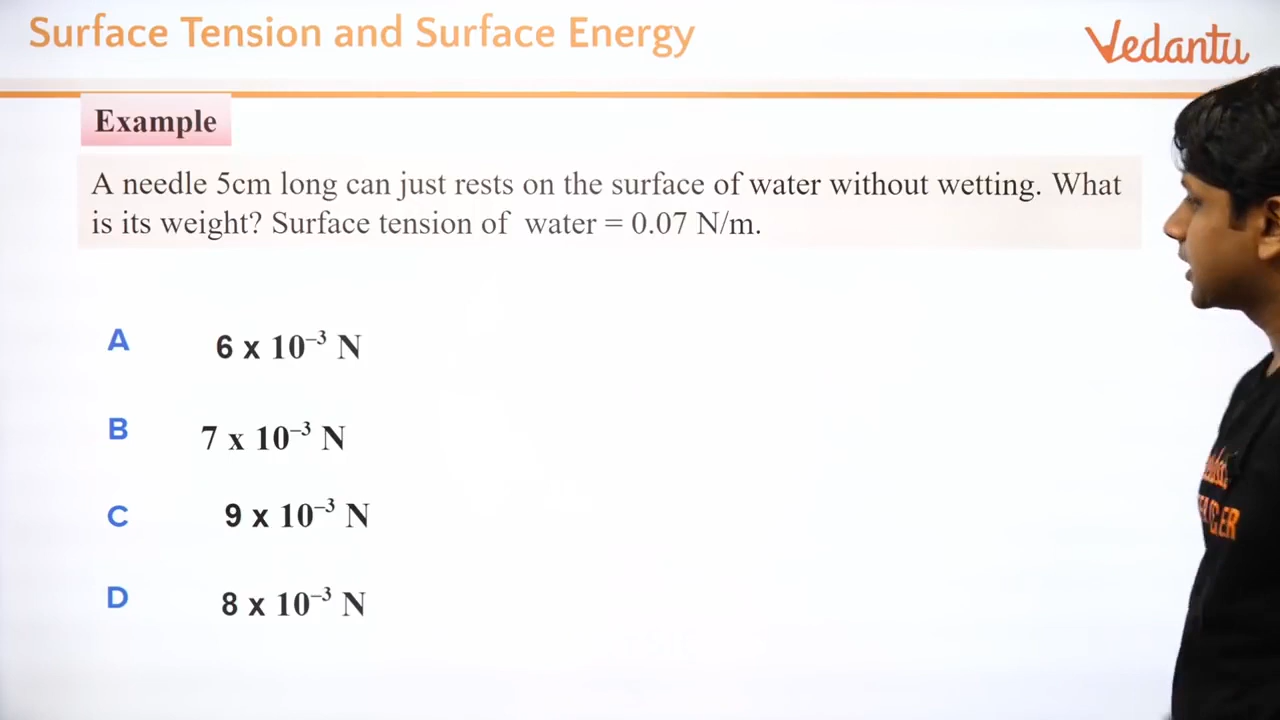 Surface Tension and Surface Energy
Vedantu
Example
A needle 5cm long can just rests on the surface of water without wetting. What
is its weight? Surface tension of water = 0.07 N/m.
A 6 x 10⁻³ N
B 7 x 10⁻³ N
C 9 x 10⁻³ N
D 8 x 10⁻³ N